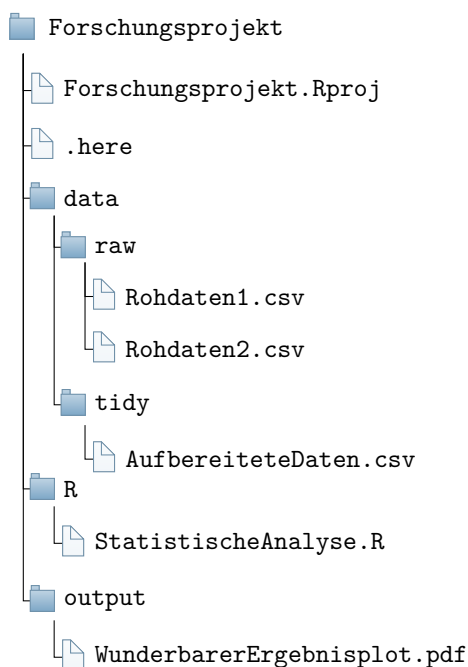 Forschungsprojekt
Forschungsprojekt.Rproj
.here
data
raw
Rohdaten1.csv
Rohdaten2.csv
tidy
AufbereiteteDaten.csv
R
StatistischeAnalyse.R
output
WunderbarerErgebnisplot.pdf